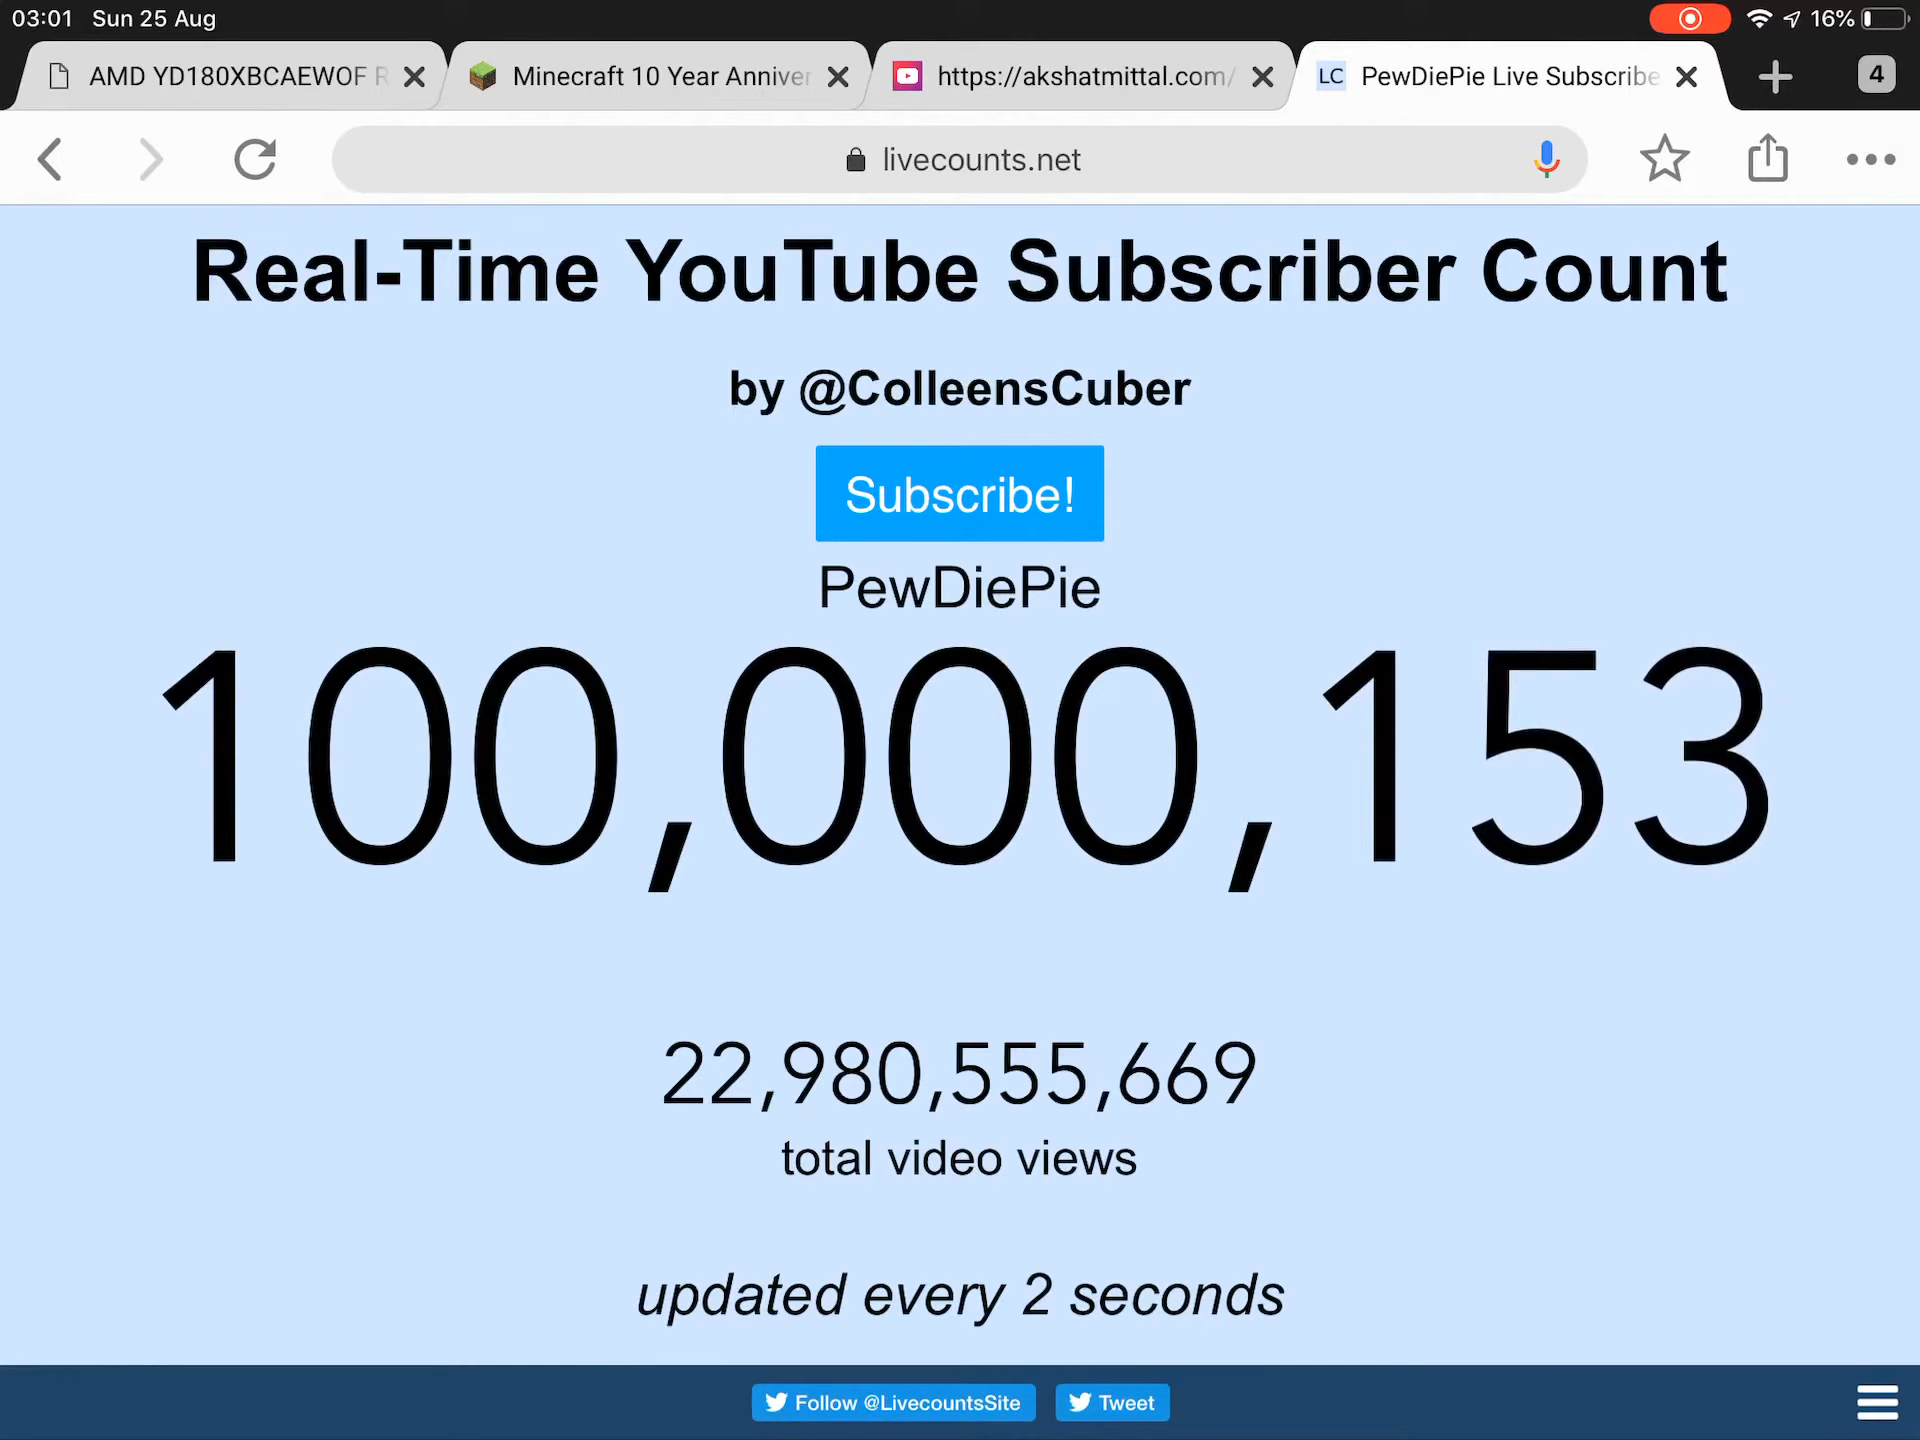 03:01 Sun 25 Aug 16%
AMD YD180XBCAEWOF R Minecraft 10 Year Anniver https://akshatmittal.com/ LC PewDiePie Live Subscribe 4
livecounts.net
Real-Time YouTube Subscriber Count
by @ColleensCuber
Subscribe!
PewDiePie
100,000,153
22,980,555,669
total video views
updated every 2 seconds
Follow @LivecountsSite Tweet